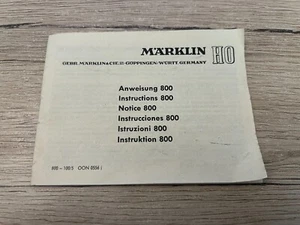 MÄRKLIN HO
GEBR. MÄRKLIN & CIE. GÖPPINGEN/WÜRTT. GERMANY
Anweisung 800
Instructions 800
Notice 800
Instrucciones 800
Istruzioni 800
Instruktion 800